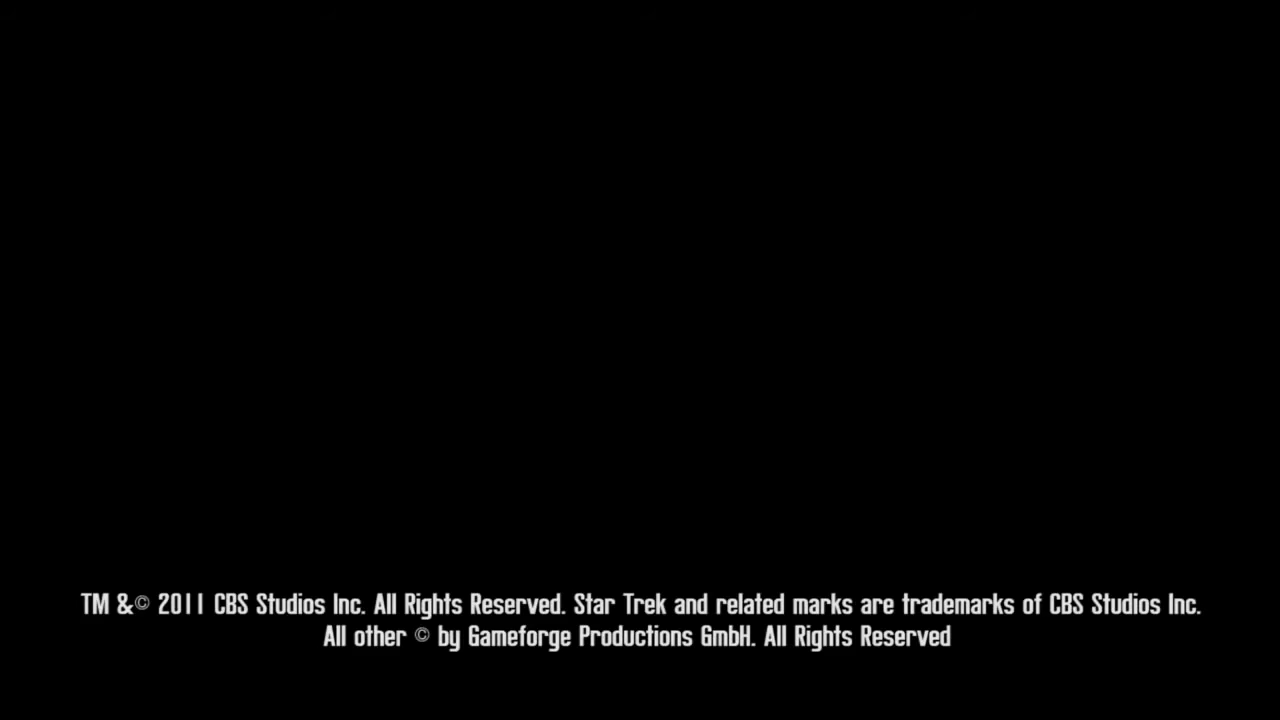 TM &© 2011 CBS Studios Inc. All Rights Reserved. Star Trek and related marks are trademarks of CBS Studios Inc.
All other © by Gameforge Productions GmbH. All Rights Reserved